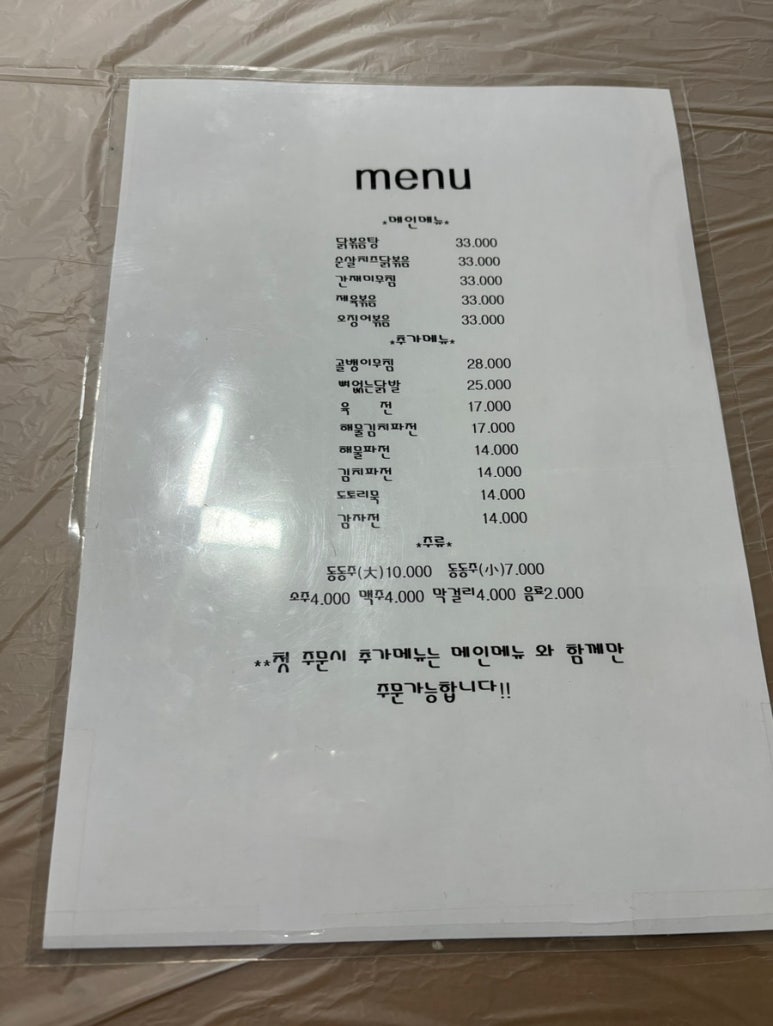 menu
*메인메뉴*
닭볶음탕 33.000
순살치즈닭볶음 33.000
간재미무침 33.000
제육볶음 33.000
오징어볶음 33.000
*추가메뉴*
골뱅이무침 28.000
뼈없는닭발 25.000
육 전 17.000
해물김치파전 17.000
해물파전 14.000
김치파전 14.000
도토리묵 14.000
감자전 14.000
*주류*
동동주(大)10.000 동동주(小)7.000
소주4.000 맥주4.000 막걸리4.000 음료2.000
**첫 주문시 추가메뉴는 메인메뉴 와 함께만
주문가능합니다!!